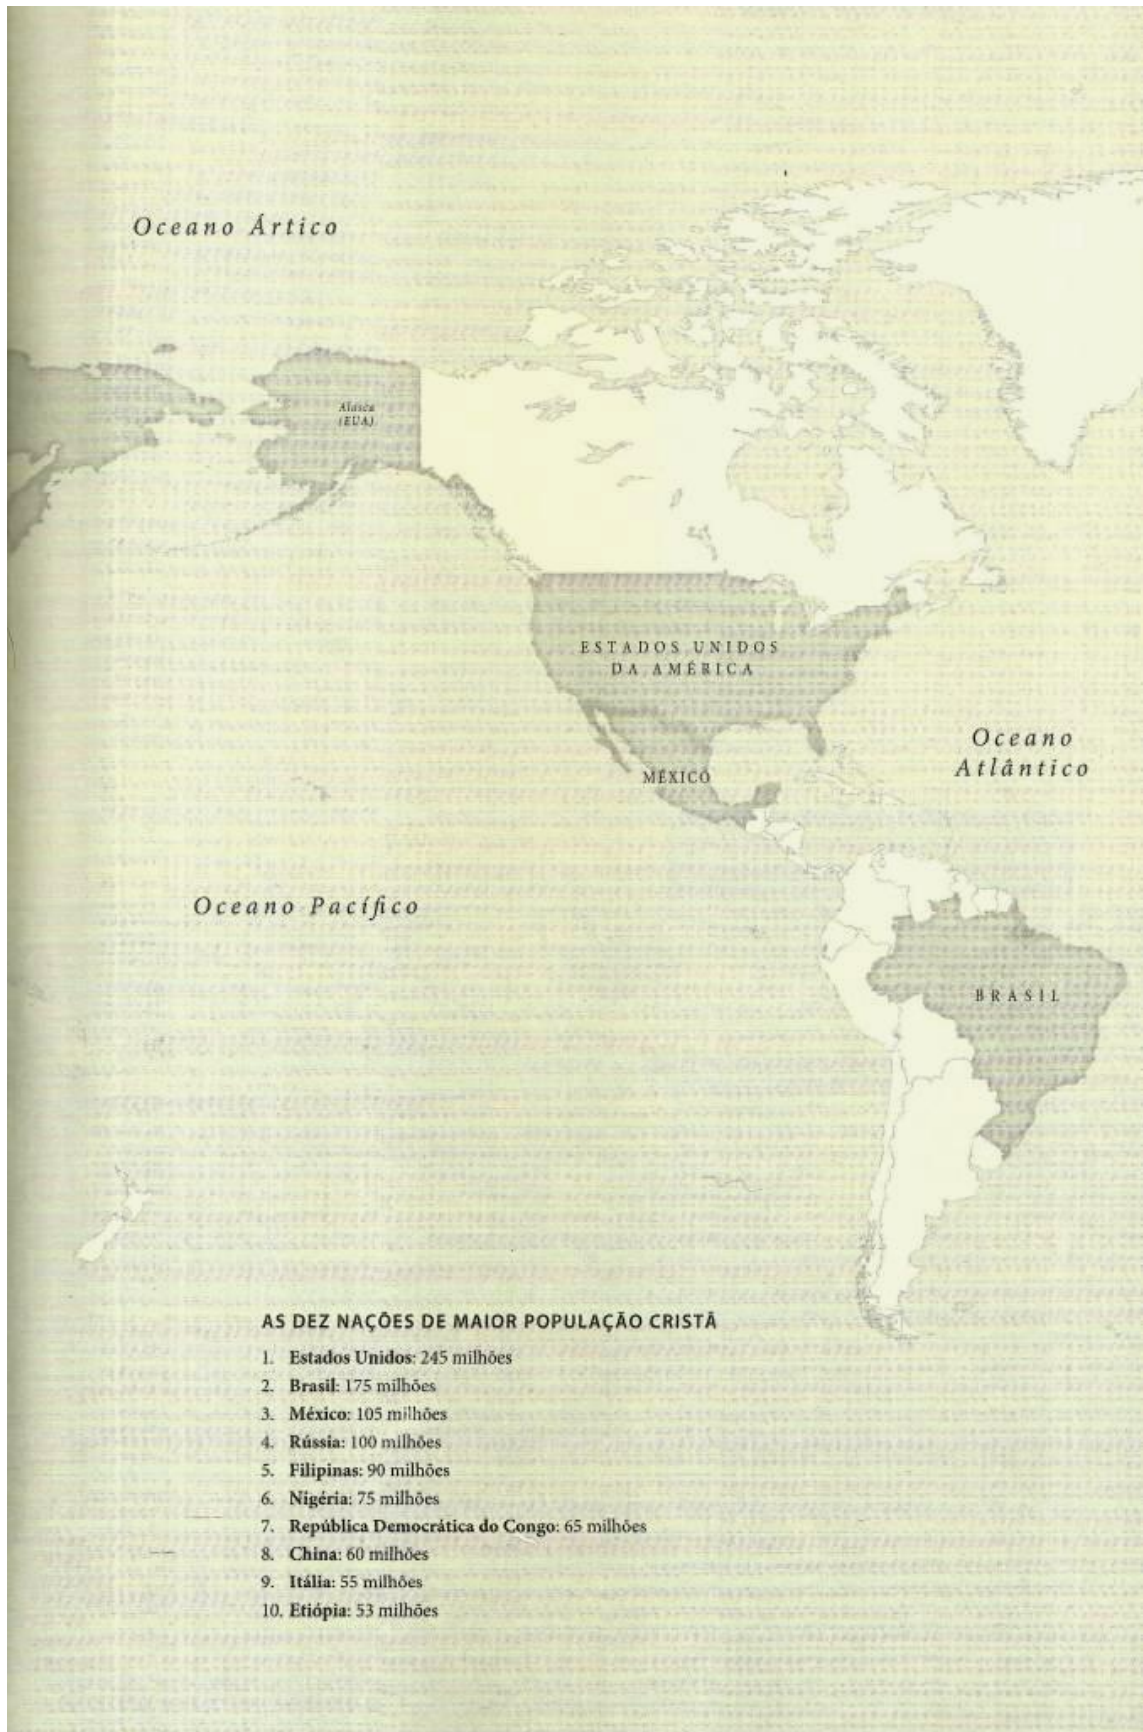 Oceano Ártico
Alasca
(EUA)
ESTADOS UNIDOS
DA AMÉRICA
Oceano
Atlântico
MÉXICO
Oceano Pacífico
BRASIL
AS DEZ NAÇÕES DE MAIOR POPULAÇÃO CRISTÃ
1. Estados Unidos: 245 milhões
2. Brasil: 175 milhões
3. México: 105 milhões
4. Rússia: 100 milhões
5. Filipinas: 90 milhões
6. Nigéria: 75 milhões
7. República Democrática do Congo: 65 milhões
8. China: 60 milhões
9. Itália: 55 milhões
10. Etiópia: 53 milhões